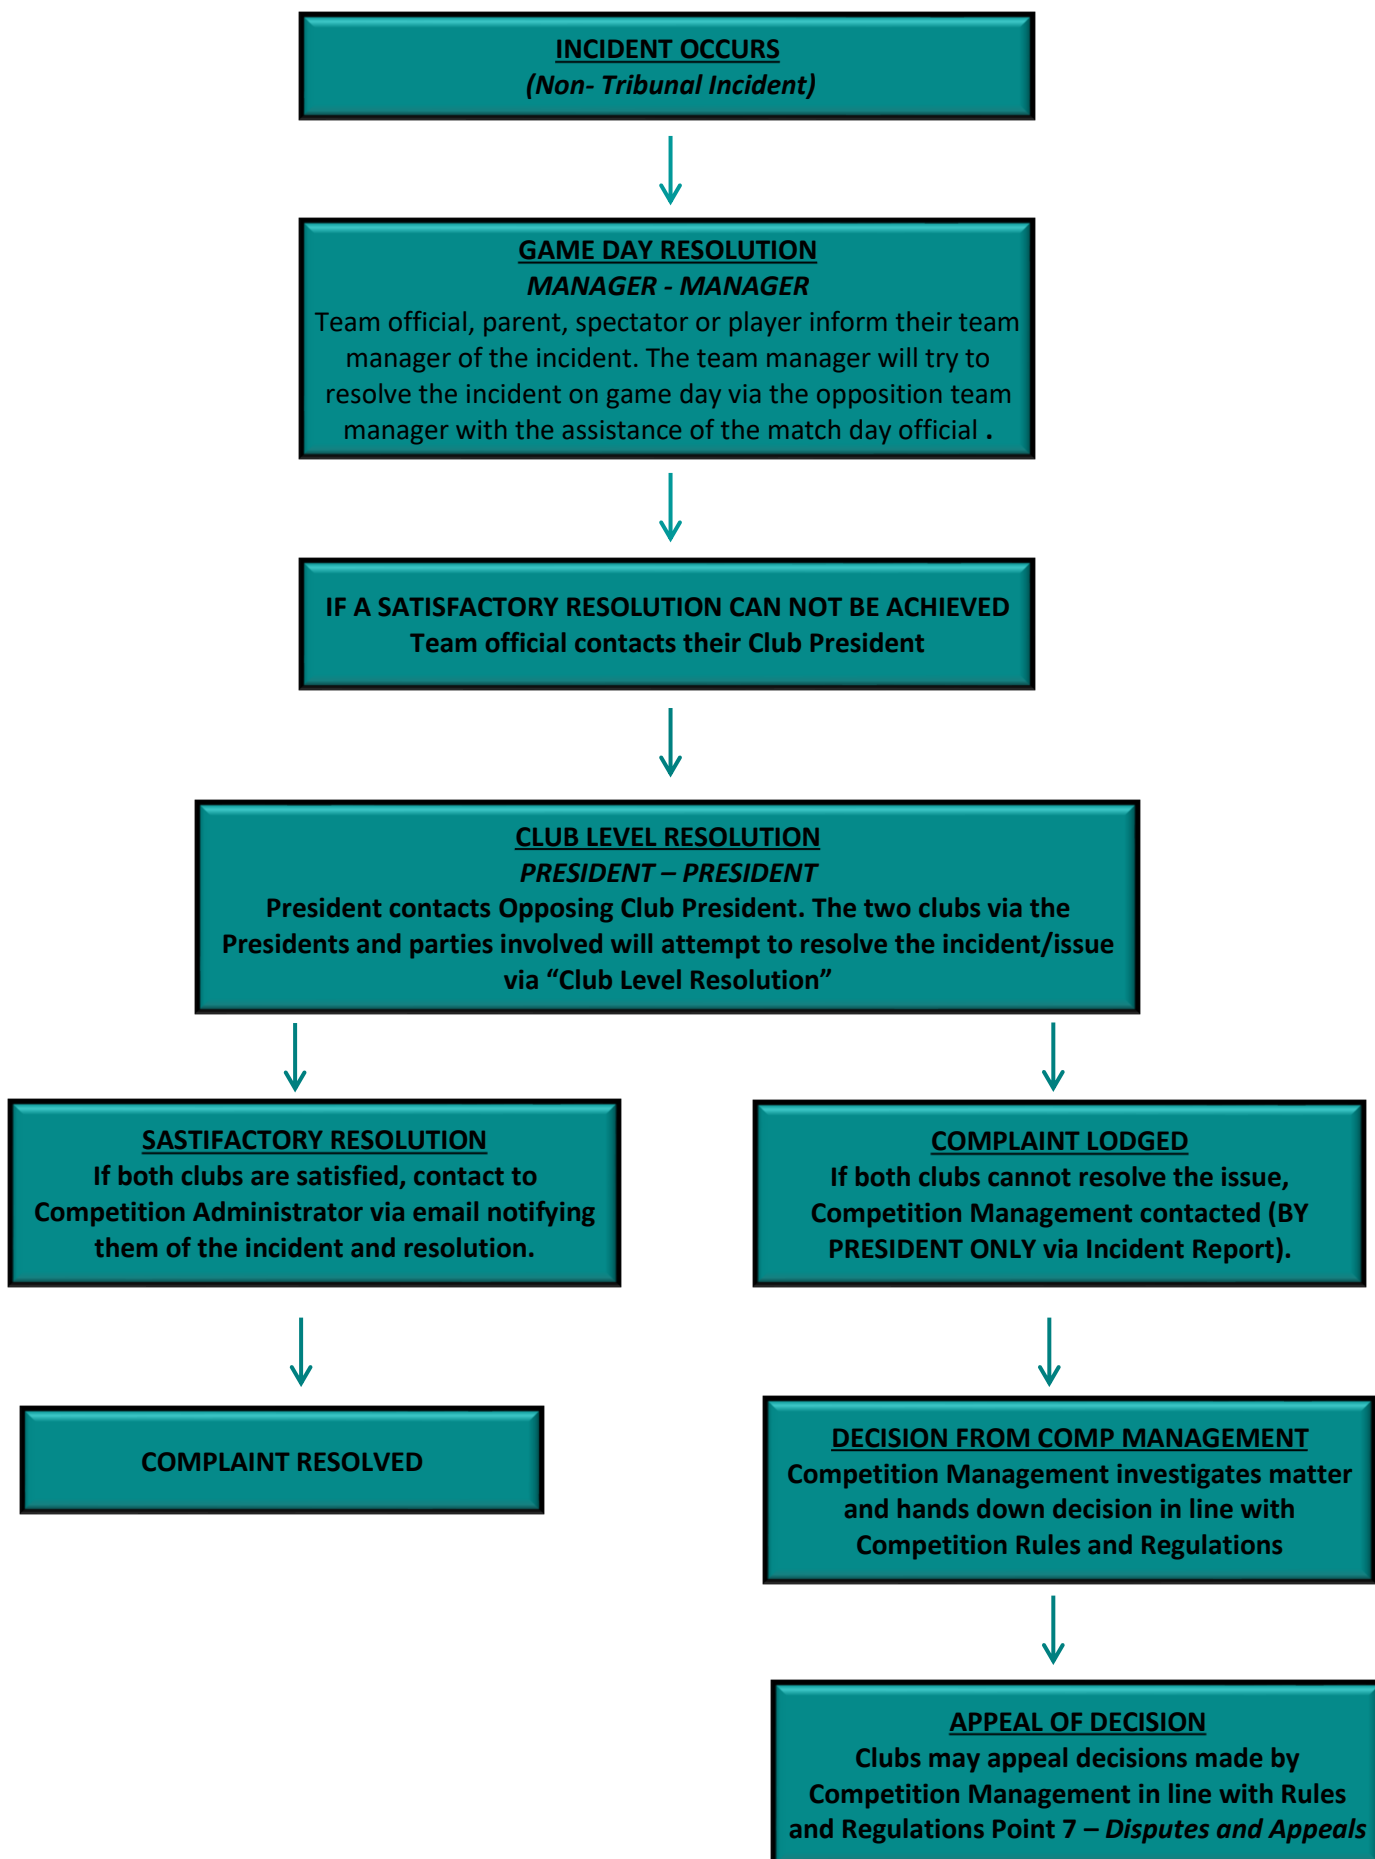 INCIDENT OCCURS
(Non- Tribunal Incident)
GAME DAY RESOLUTION
MANAGER - MANAGER
Team official, parent, spectator or player inform their team
manager of the incident. The team manager will try to
resolve the incident on game day via the opposition team
manager with the assistance of the match day official .
IF A SATISFACTORY RESOLUTION CAN NOT BE ACHIEVED
Team official contacts their Club President
CLUB LEVEL RESOLUTION
PRESIDENT – PRESIDENT
President contacts Opposing Club President. The two clubs via the
Presidents and parties involved will attempt to resolve the incident/issue
via “Club Level Resolution”
SASTIFACTORY RESOLUTION
If both clubs are satisfied, contact to
Competition Administrator via email notifying
them of the incident and resolution.
COMPLAINT LODGED
If both clubs cannot resolve the issue,
Competition Management contacted (BY
PRESIDENT ONLY via Incident Report).
COMPLAINT RESOLVED
DECISION FROM COMP MANAGEMENT
Competition Management investigates matter
and hands down decision in line with
Competition Rules and Regulations
APPEAL OF DECISION
Clubs may appeal decisions made by
Competition Management in line with Rules
and Regulations Point 7 – Disputes and Appeals